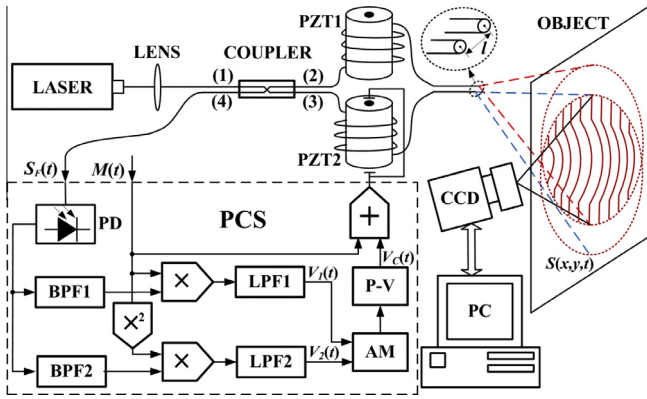 PZT1
OBJECT
LENS
COUPLER
l
LASER
(1)
(2)
(4)
(3)
PZT2
S_F(t)
M(t)
CCD
PD
PCS
+
V_C(t)
S(x,y,t)
BPF1
×
LPF1
V_1(t)
P-V
PC
×²
BPF2
×
LPF2
V_2(t)
AM